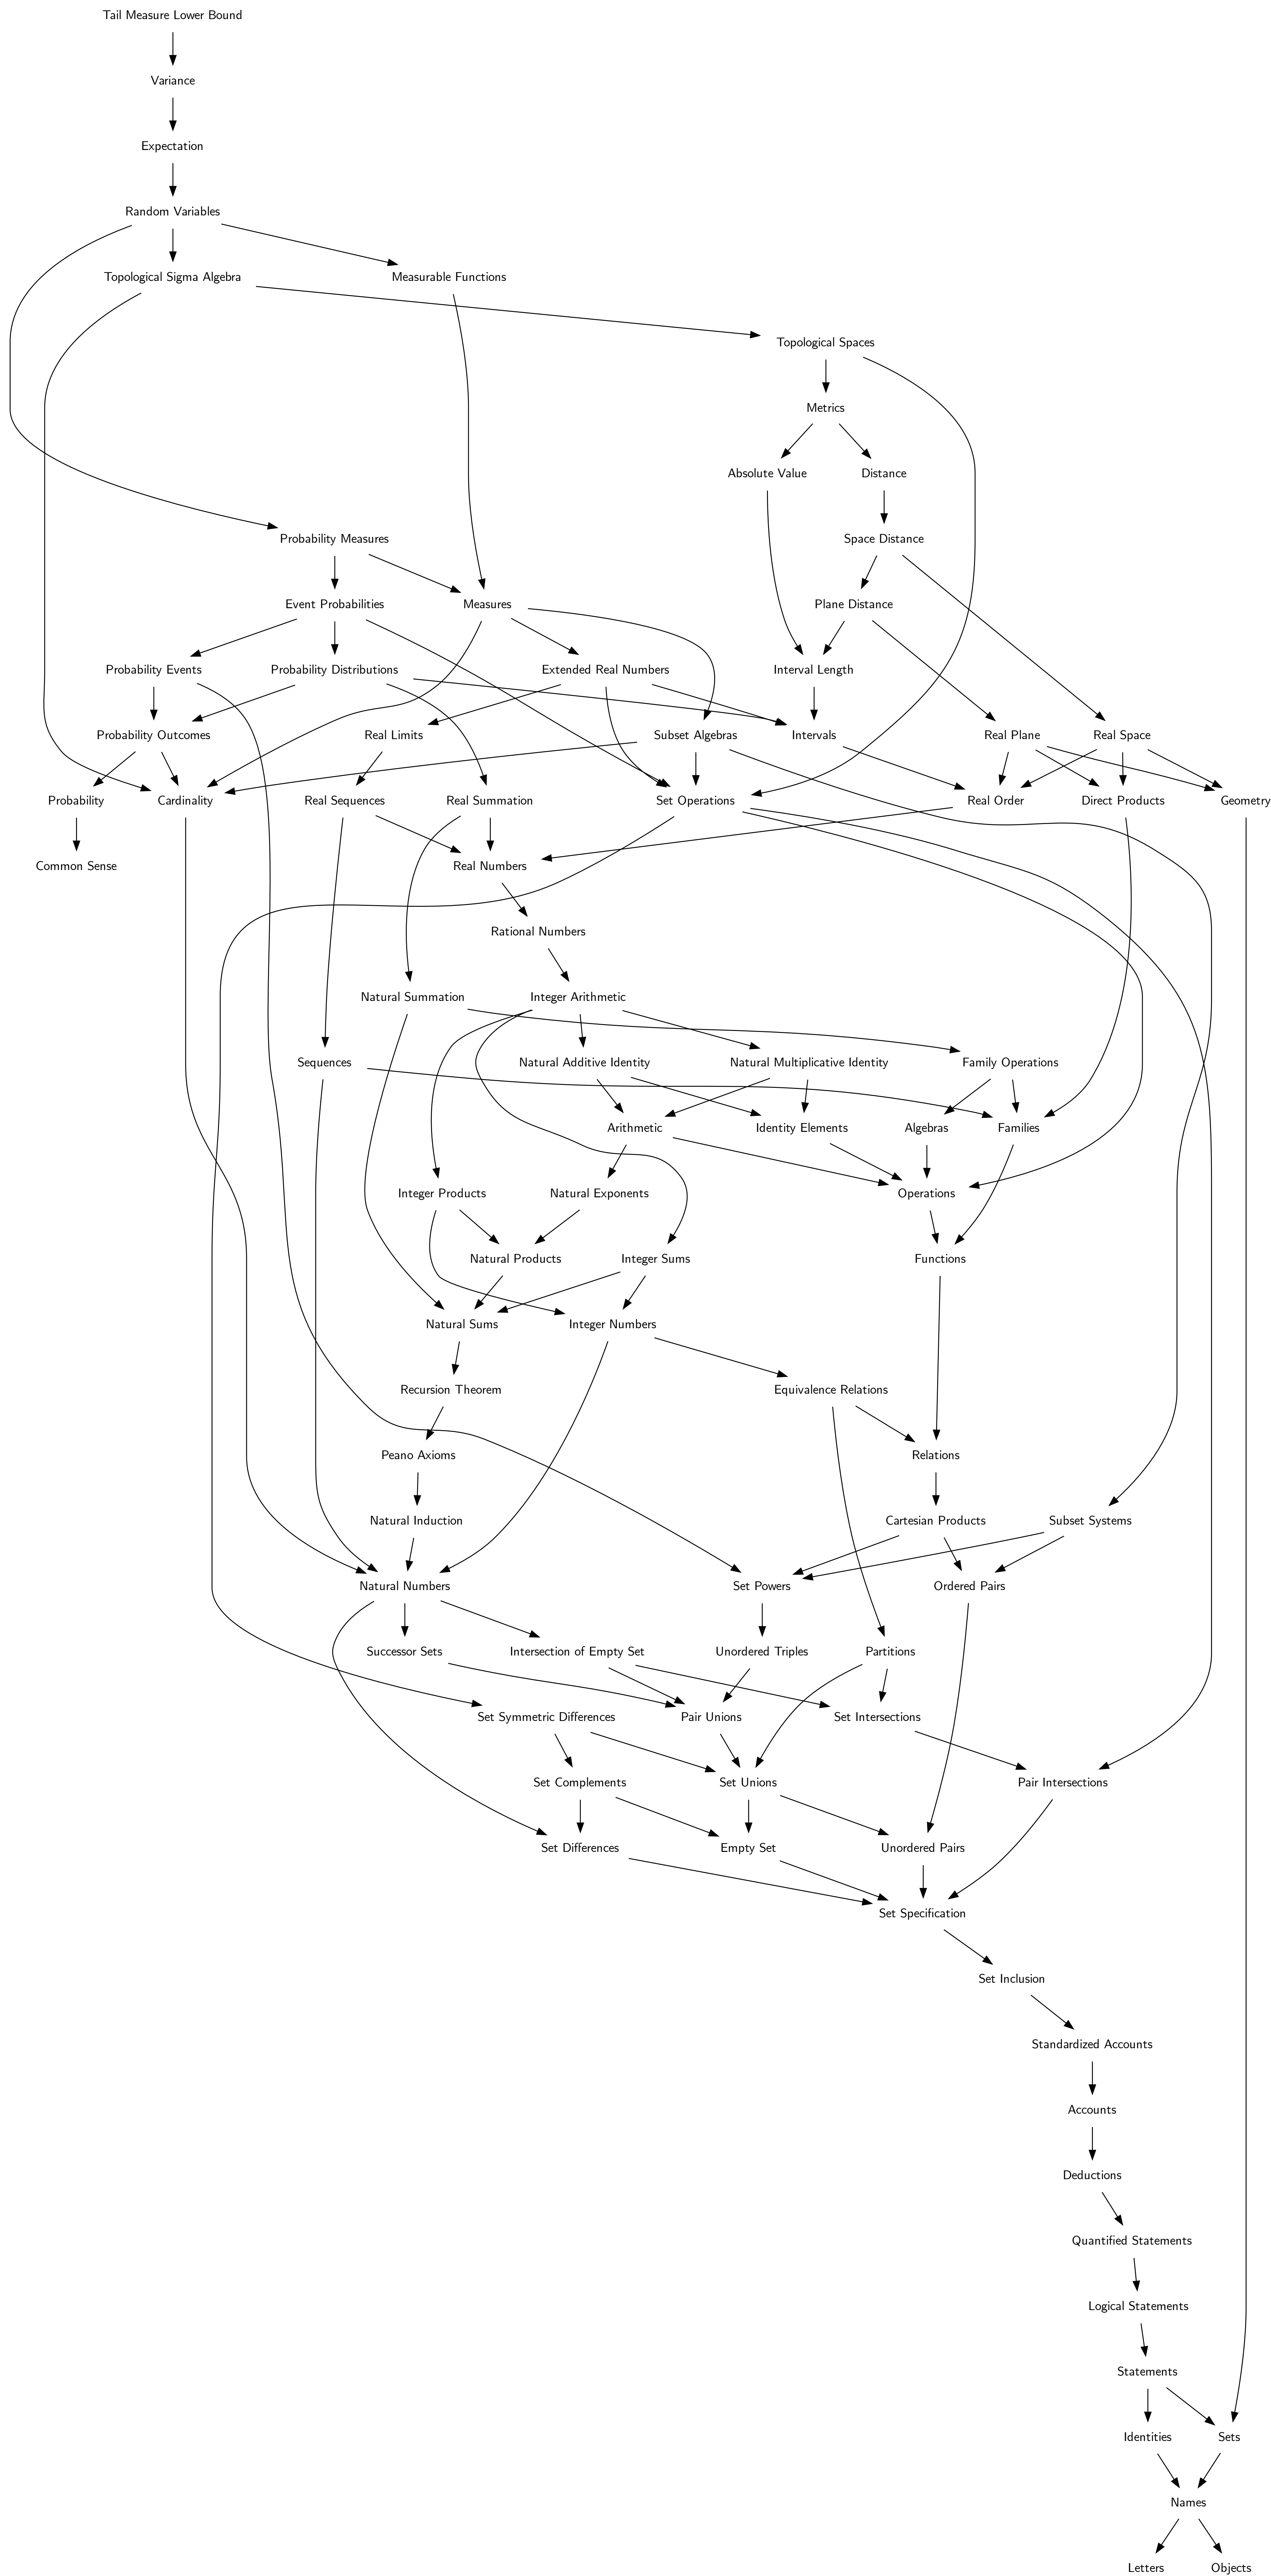 Tail Measure Lower Bound
Variance
Expectation
Random Variables
Topological Sigma Algebra
Measurable Functions
Topological Spaces
Metrics
Absolute Value
Distance
Probability Measures
Space Distance
Event Probabilities
Measures
Plane Distance
Probability Events
Probability Distributions
Extended Real Numbers
Interval Length
Probability Outcomes
Real Limits
Subset Algebras
Intervals
Real Plane
Real Space
Probability
Cardinality
Real Sequences
Real Summation
Set Operations
Real Order
Direct Products
Geometry
Common Sense
Real Numbers
Rational Numbers
Natural Summation
Integer Arithmetic
Sequences
Natural Additive Identity
Natural Multiplicative Identity
Family Operations
Arithmetic
Identity Elements
Algebras
Families
Integer Products
Natural Exponents
Operations
Natural Products
Integer Sums
Functions
Natural Sums
Integer Numbers
Recursion Theorem
Equivalence Relations
Peano Axioms
Relations
Natural Induction
Cartesian Products
Subset Systems
Natural Numbers
Set Powers
Ordered Pairs
Successor Sets
Intersection of Empty Set
Unordered Triples
Partitions
Set Symmetric Differences
Pair Unions
Set Intersections
Set Complements
Set Unions
Pair Intersections
Set Differences
Empty Set
Unordered Pairs
Set Specification
Set Inclusion
Standardized Accounts
Accounts
Deductions
Quantified Statements
Logical Statements
Statements
Identities
Sets
Names
Letters
Objects